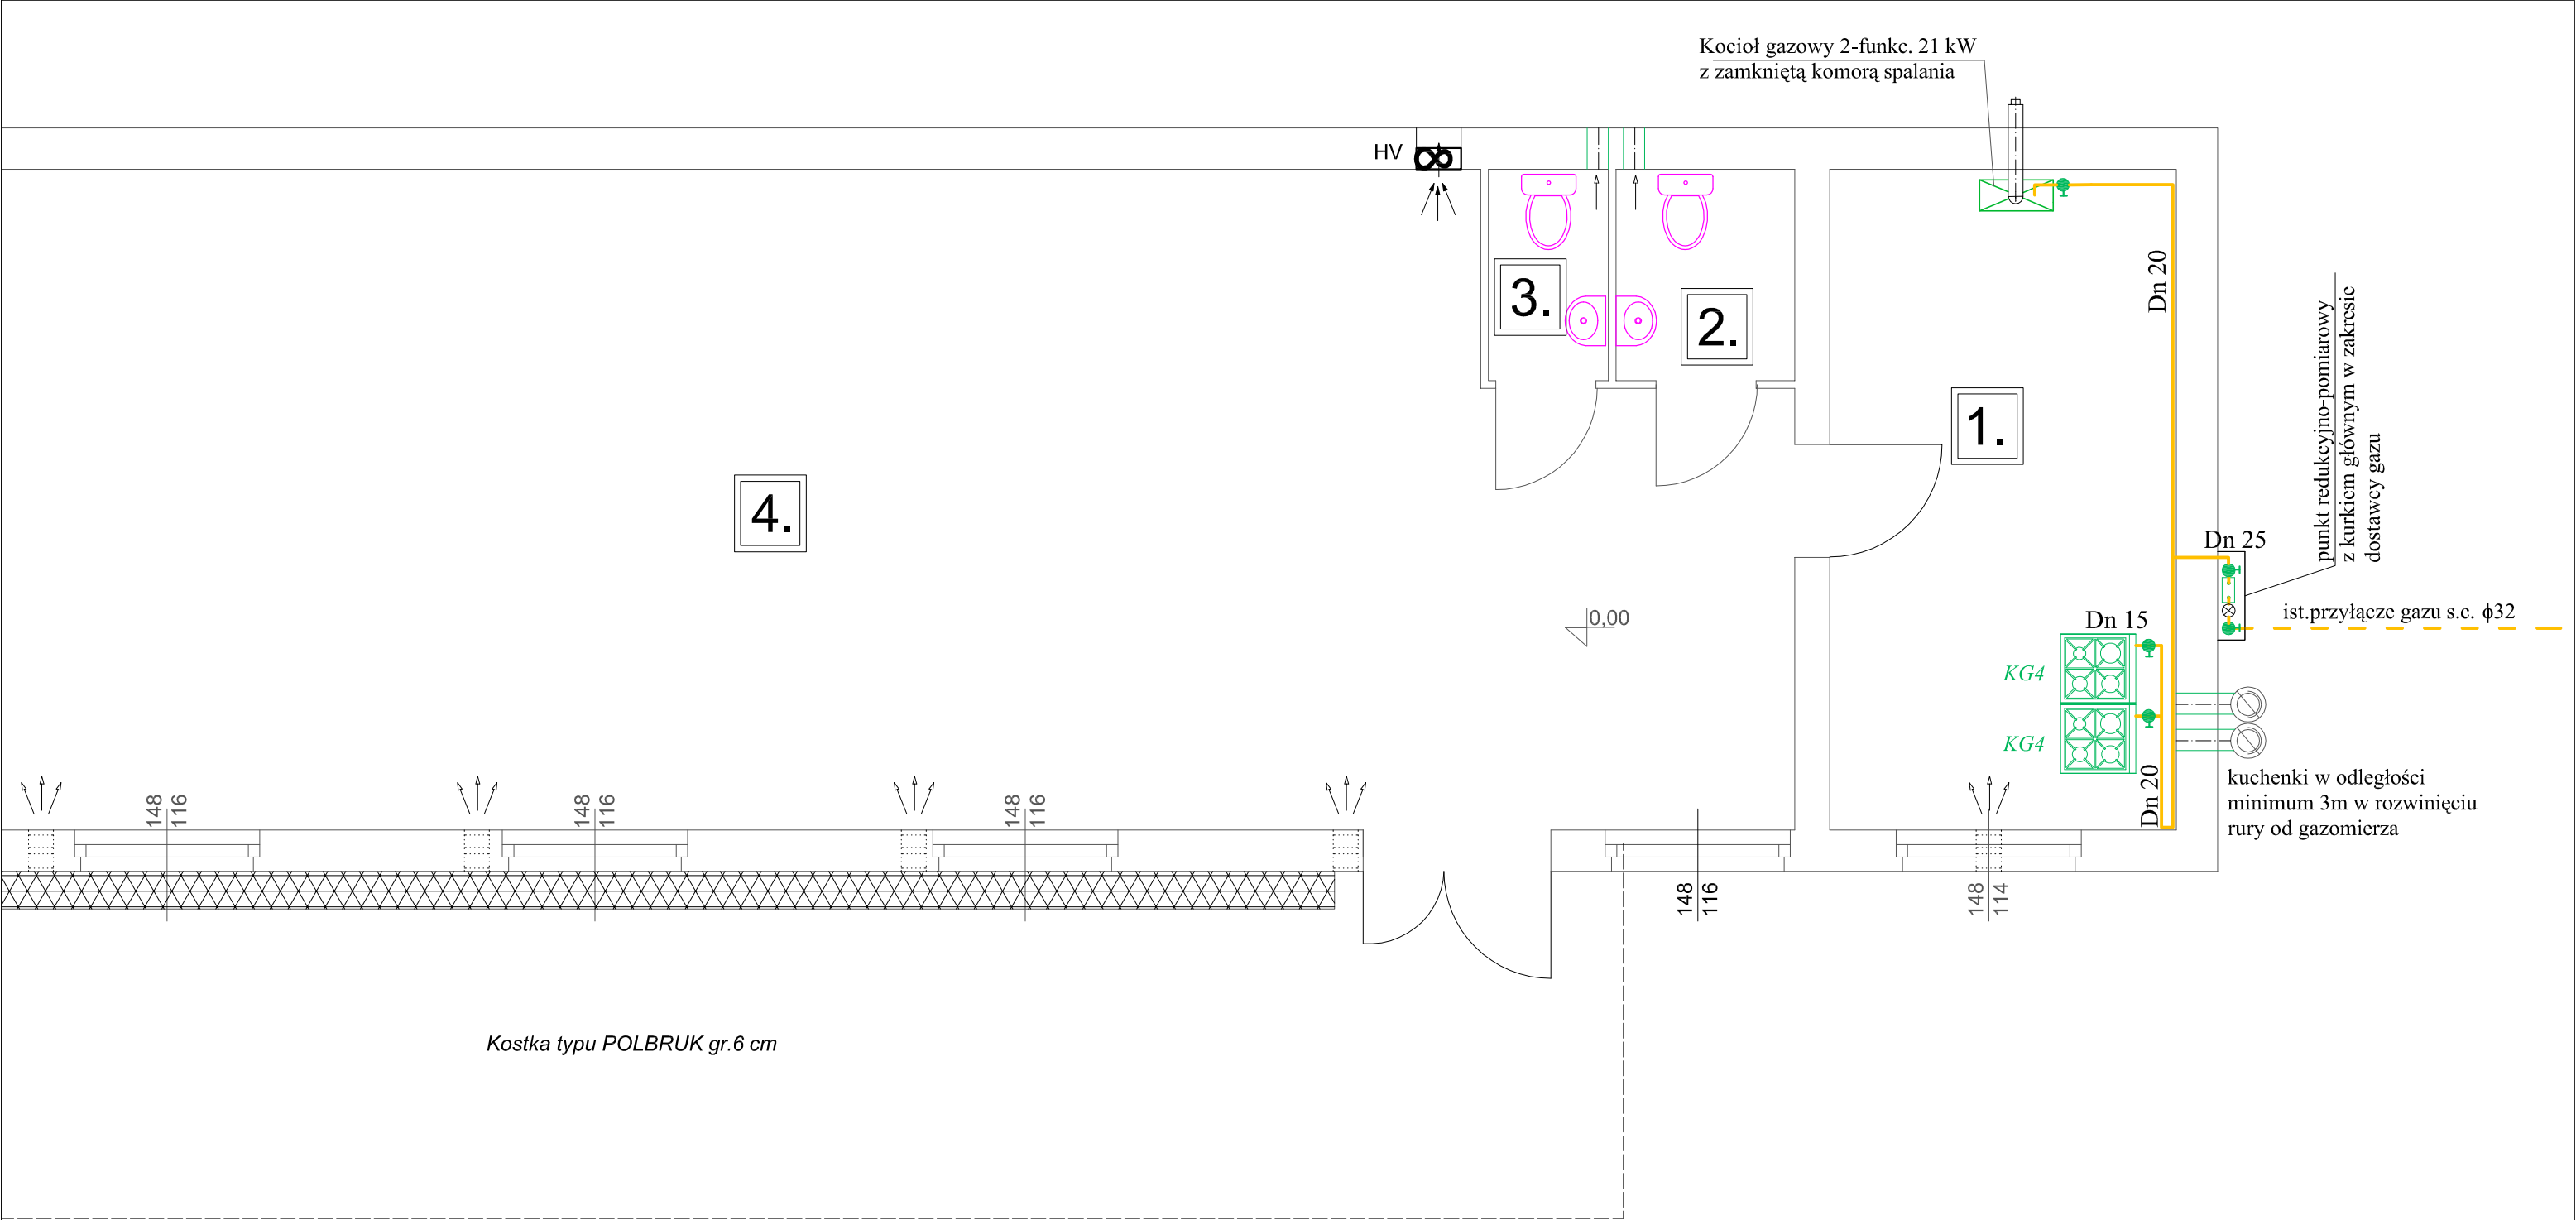 Kocioł gazowy 2-funkc. 21 kW
z zamkniętą komorą spalania
HV
3.
2.
1.
4.
Dn 20
punkt redukcyjno-pomiarowy
z kurkiem głównym w zakresie
dostawcy gazu
Dn 25
ist.przyłącze gazu s.c. ϕ32
0,00
Dn 15
KG4
KG4
Dn 20
kuchenki w odległości
minimum 3m w rozwinięciu
rury od gazomierza
148
116
148
116
148
116
148
116
148
114
Kostka typu POLBRUK gr.6 cm